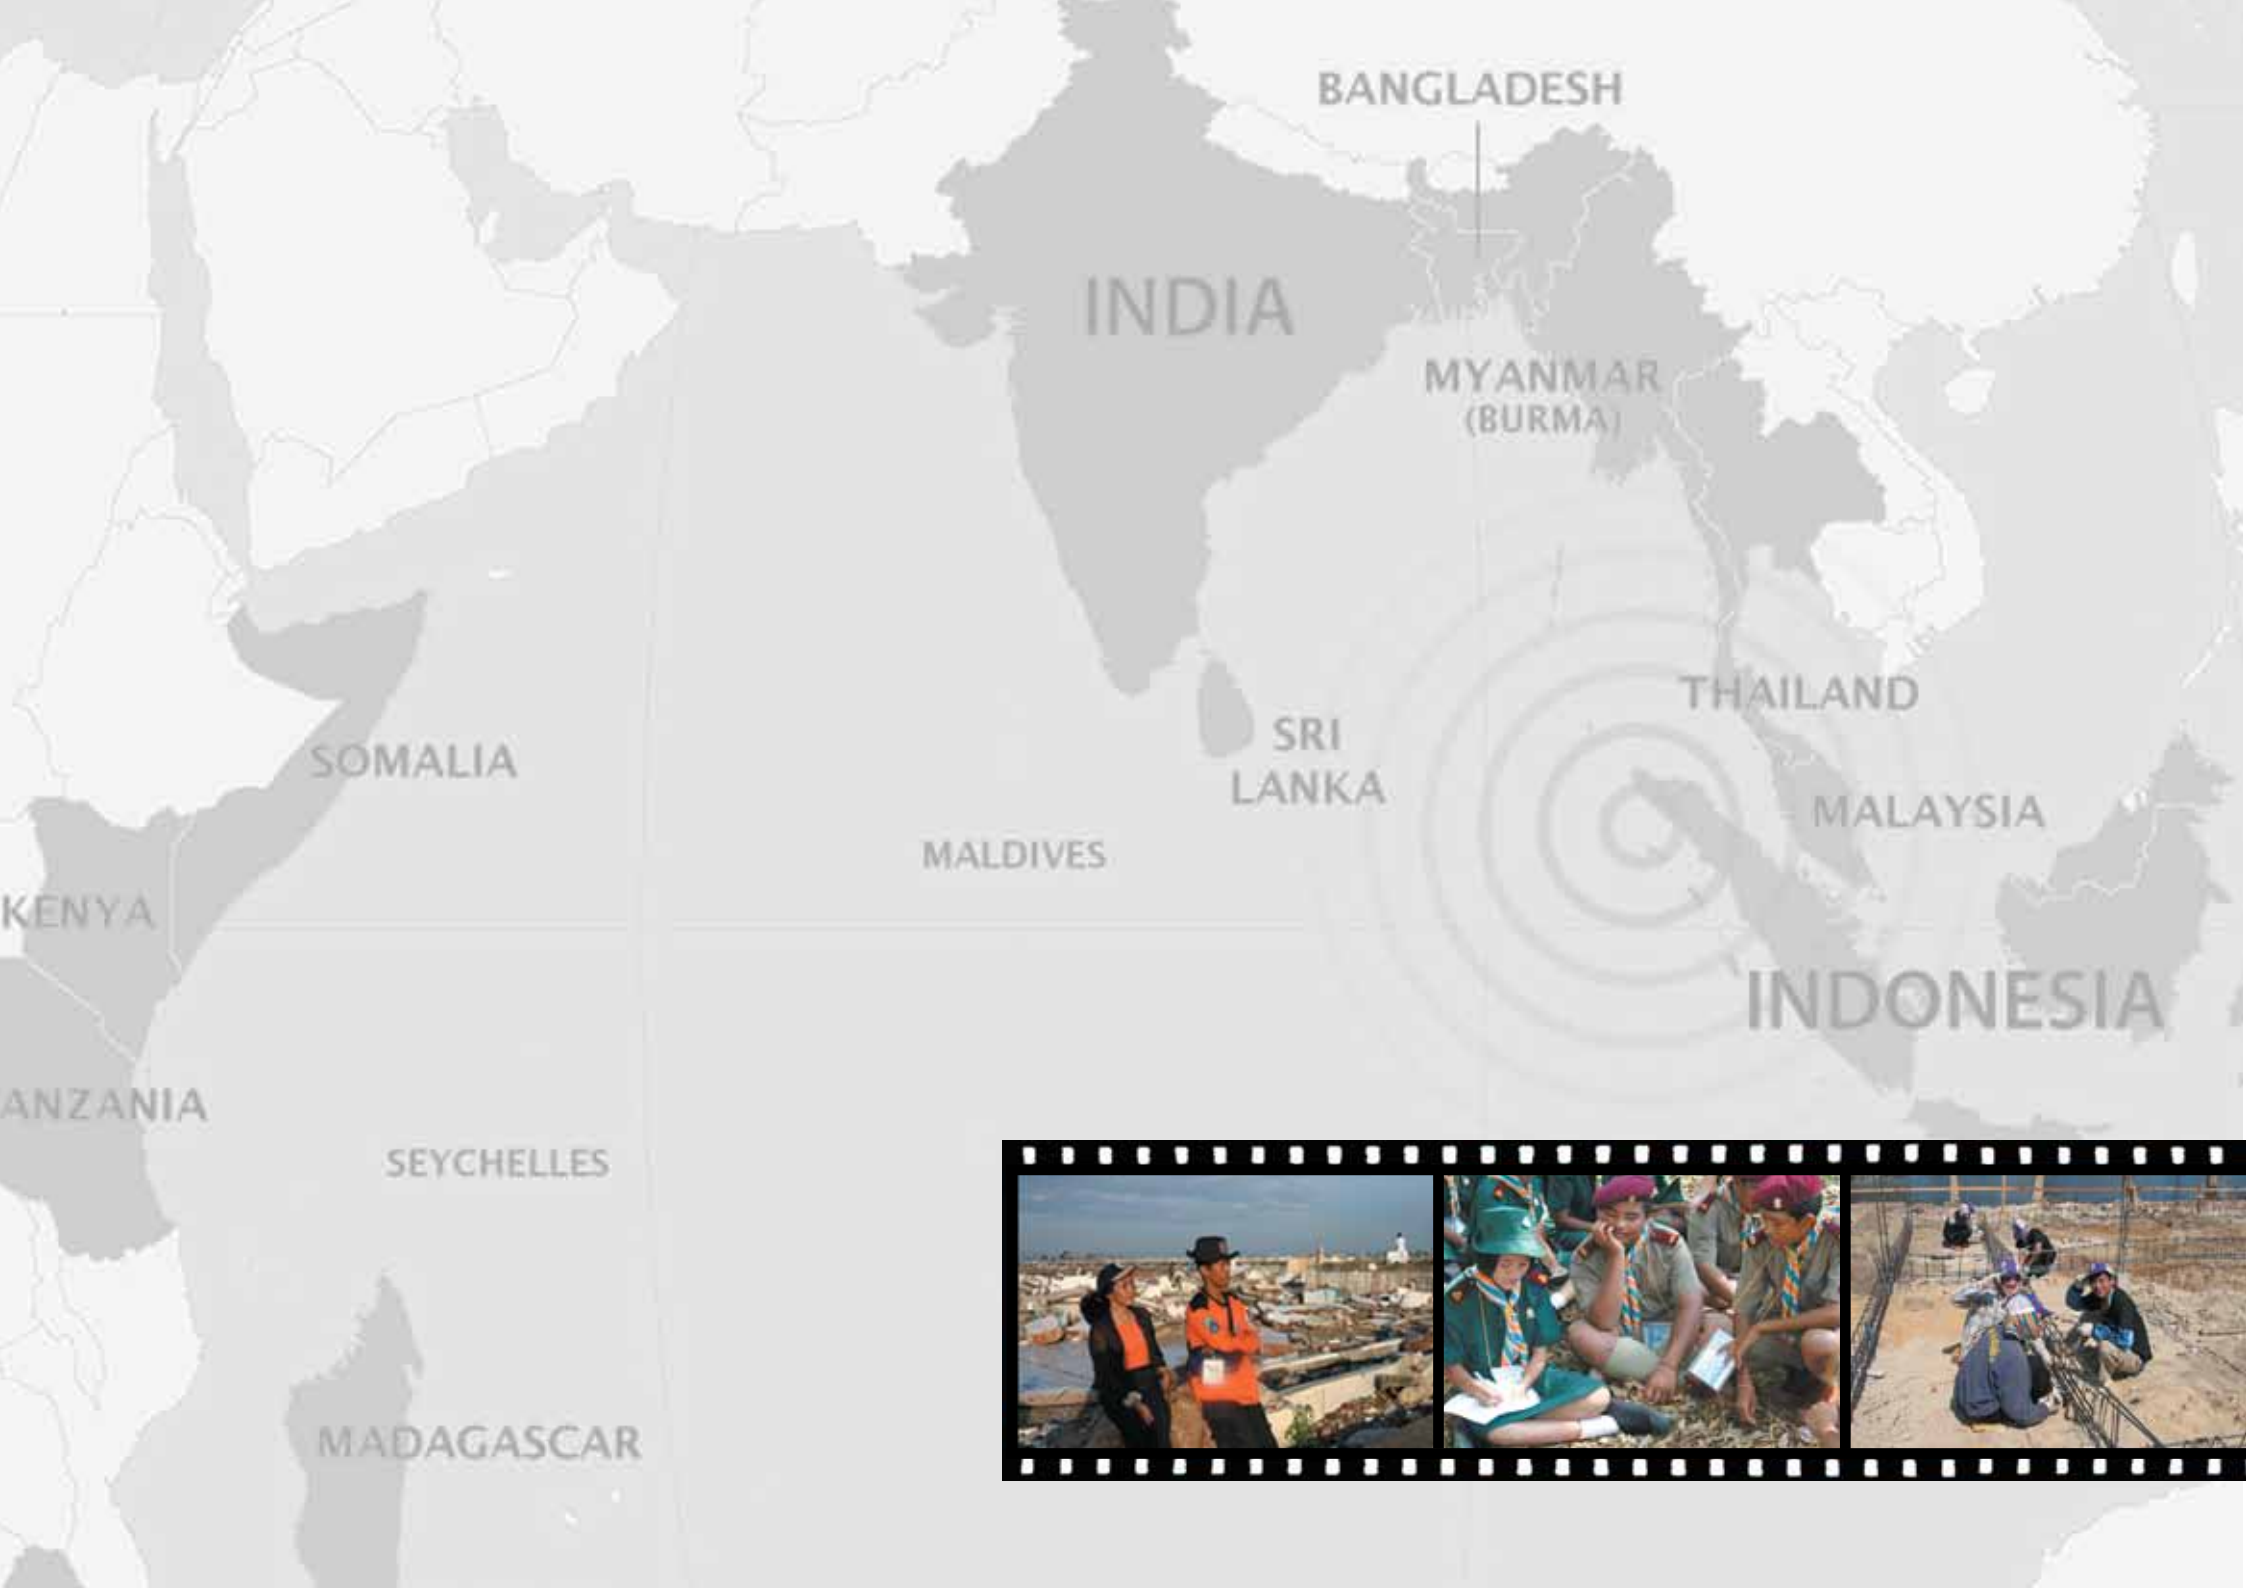 BANGLADESH
INDIA
MYANMAR
(BURMA)
THAILAND
SRI
LANKA
SOMALIA
MALAYSIA
MALDIVES
KENYA
INDONESIA
ANZANIA
SEYCHELLES
MADAGASCAR